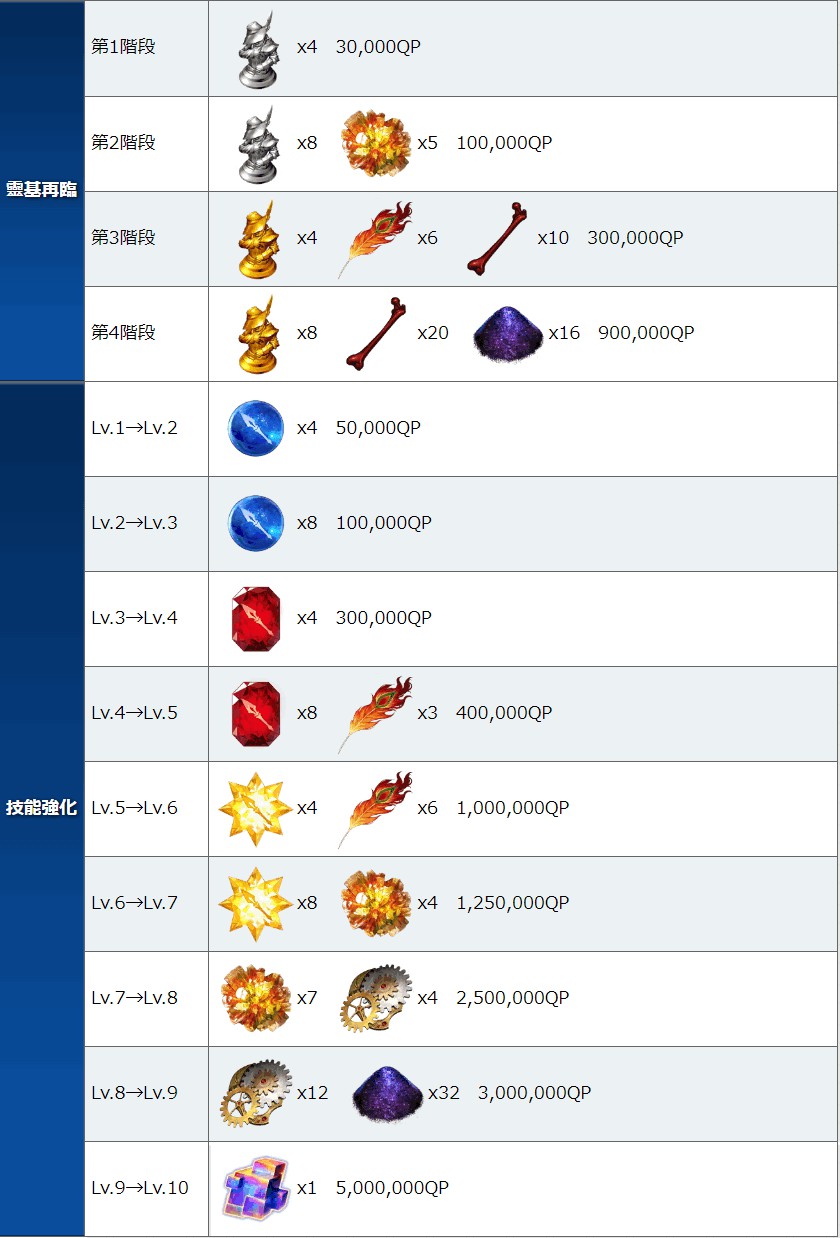 靈基再臨
第1階段 x4 30,000QP
第2階段 x8 x5 100,000QP
第3階段 x4 x6 x10 300,000QP
第4階段 x8 x20 x16 900,000QP
技能強化
Lv.1→Lv.2 x4 50,000QP
Lv.2→Lv.3 x8 100,000QP
Lv.3→Lv.4 x4 300,000QP
Lv.4→Lv.5 x8 x3 400,000QP
Lv.5→Lv.6 x4 x6 1,000,000QP
Lv.6→Lv.7 x8 x4 1,250,000QP
Lv.7→Lv.8 x7 x4 2,500,000QP
Lv.8→Lv.9 x12 x32 3,000,000QP
Lv.9→Lv.10 x1 5,000,000QP